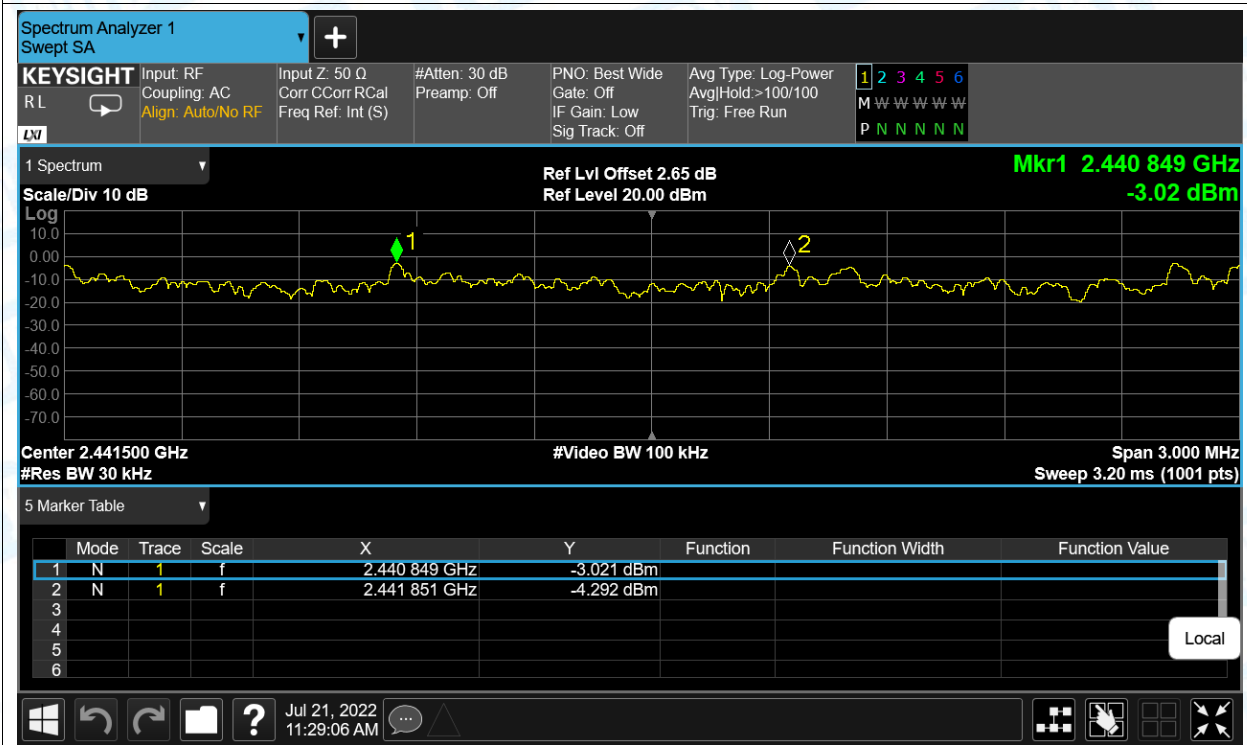 Spectrum Analyzer 1
Swept SA
KEYSIGHT
R L
LXI
Input: RF
Coupling: AC
Align: Auto/No RF
Input Z: 50 Ω
Corr CCorr RCal
Freq Ref: Int (S)
#Atten: 30 dB
Preamp: Off
PNO: Best Wide
Gate: Off
IF Gain: Low
Sig Track: Off
Avg Type: Log-Power
Avg|Hold:>100/100
Trig: Free Run
1 2 3 4 5 6
M W W W W W
P N N N N N
1 Spectrum
Scale/Div 10 dB
Ref Lvl Offset 2.65 dB
Ref Level 20.00 dBm
Mkr1 2.440 849 GHz
-3.02 dBm
Log
10.0
0.00
-10.0
-20.0
-30.0
-40.0
-50.0
-60.0
-70.0
1
2
Center 2.441500 GHz
#Video BW 100 kHz
Span 3.000 MHz
#Res BW 30 kHz
Sweep 3.20 ms (1001 pts)
5 Marker Table
Mode Trace Scale X Y Function Function Width Function Value
1 N 1 f 2.440 849 GHz -3.021 dBm
2 N 1 f 2.441 851 GHz -4.292 dBm
3
4
5
6
Local
?
Jul 21, 2022
11:29:06 AM